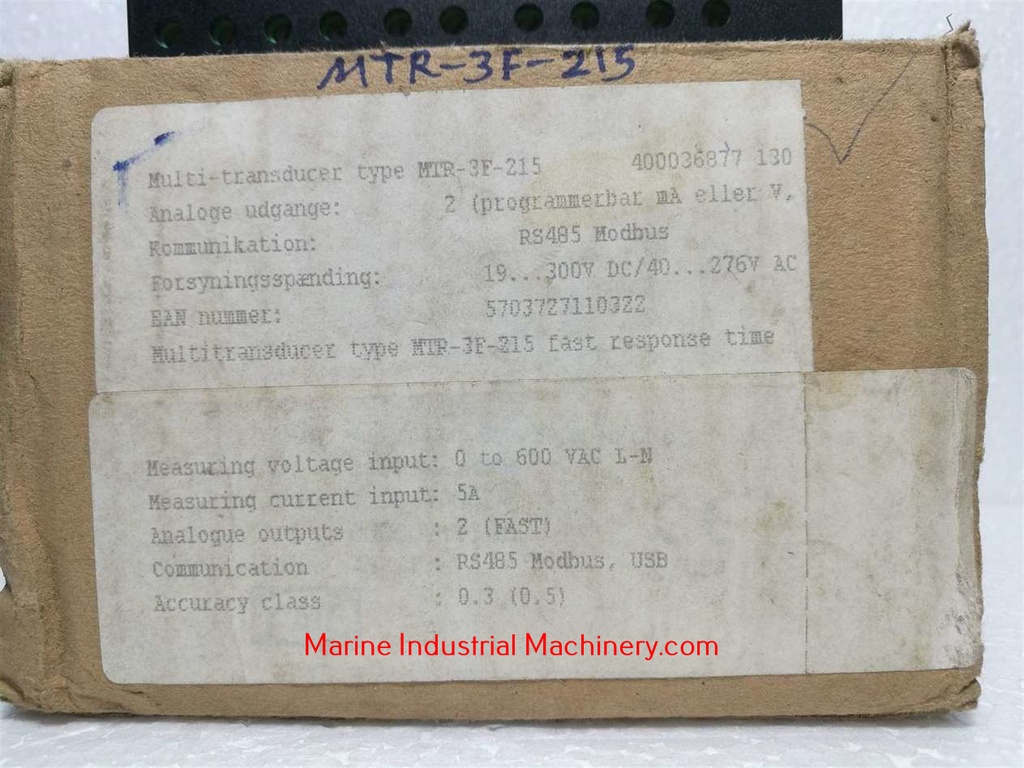 MTR-3F-215
Multi-transducer type MTR-3F-215 400036877 130
Analoge udgange: 2 (programmerbar mA eller V,
Kommunikation: RS485 Modbus
Forsyningsspænding: 19...300V DC/40...276V AC
EAN nummer: 5703727110322
Multitransducer type MTR-3F-215 fast response time
Measuring voltage input: 0 to 600 VAC L-N
Measuring current input: 5A
Analogue outputs : 2 (FAST)
Communication : RS485 Modbus, USB
Accuracy class : 0.3 (0.5)
Marine Industrial Machinery.com